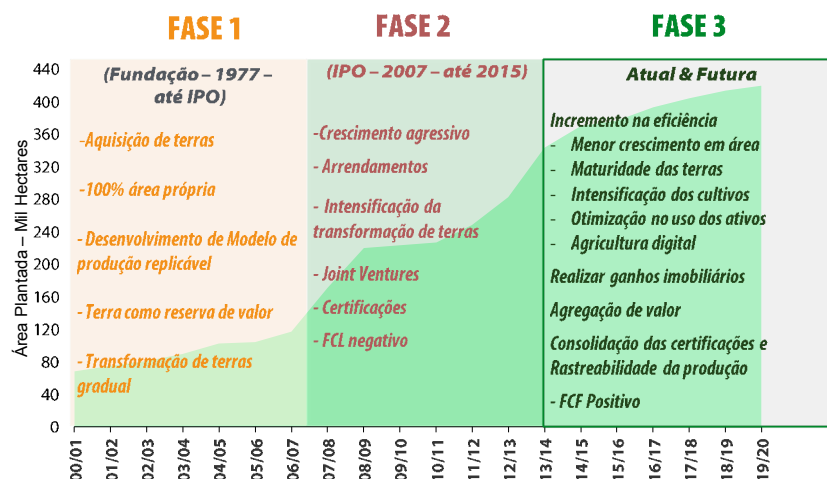 FASE 1
FASE 2
FASE 3
(Fundação – 1977 –
até IPO)
-Aquisição de terras
-100% área própria
- Desenvolvimento de Modelo de
produção replicável
- Terra como reserva de valor
- Transformação de terras
gradual
(IPO – 2007 – até 2015)
-Crescimento agressivo
- Arrendamentos
- Intensificação da
transformação de terras
- Joint Ventures
- Certificações
- FCL negativo
Atual & Futura
Incremento na eficiência
- Menor crescimento em área
- Maturidade das terras
- Intensificação dos cultivos
- Otimização no uso dos ativos
- Agricultura digital
Realizar ganhos imobiliários
Agregação de valor
Consolidação das certificações e
Rastreabilidade da produção
- FCF Positivo
Área Plantada – Mil Hectares
440
400
360
320
280
240
200
160
120
80
40
0
00/01
01/02
02/03
03/04
04/05
05/06
06/07
07/08
08/09
09/10
10/11
11/12
12/13
13/14
14/15
15/16
16/17
17/18
18/19
19/20